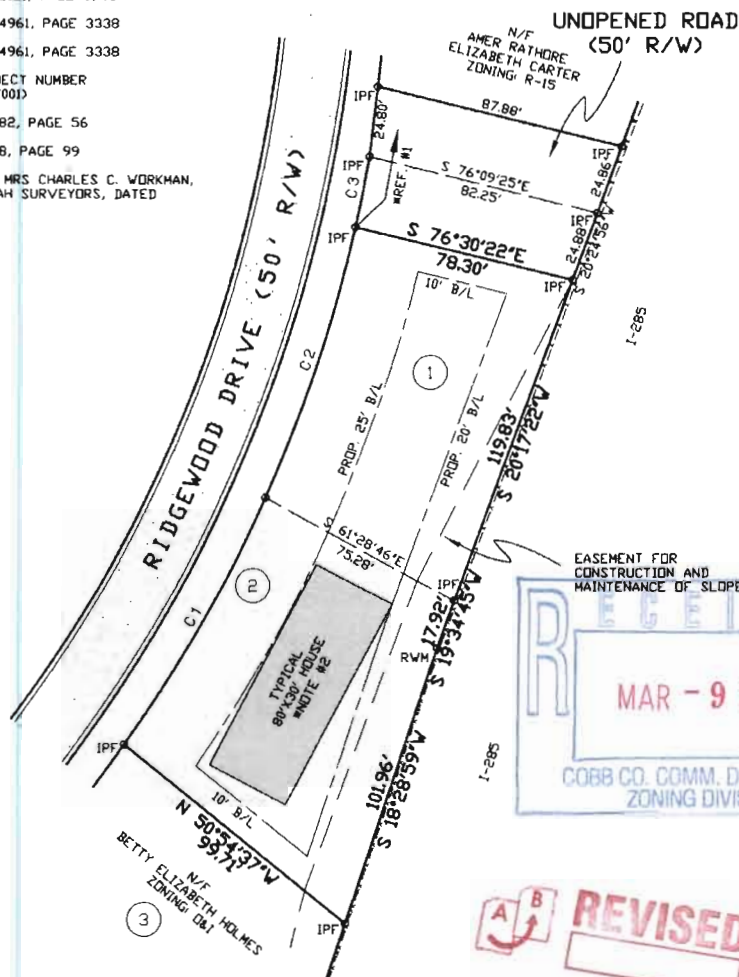 4961, PAGE 3338
4961, PAGE 3338
ECT NUMBER
001)
82, PAGE 56
8, PAGE 99
MRS CHARLES C. WORKMAN,
AH SURVEYORS, DATED
UNOPENED ROAD
(50' R/W)
N/F
AMER RATHORE
ELIZABETH CARTER
ZONING: R-15
IPF
87.88'
24.80'
IPF
IPF
C3
*REF. #1
S 76°09'25"E
82.25'
24.86'
IPF
24.88'
S 20°24'56"W
IPF
S 76°30'22"E
78.30'
IPF
10' B/L
I-285
RIDGEWOOD DRIVE (50' R/W)
C2
1
PROP. 25' B/L
PROP. 20' B/L
119.83'
S 20°17'22"W
S 61°28'46"E
75.28'
EASEMENT FOR
CONSTRUCTION AND
MAINTENANCE OF SLOPE
IPF
2
C1
17.92'
S 19°34'45"W
RWM
TYPICAL
80'X30' HOUSE
*NOTE #2
RECEI
MAR - 9
COBB CO. COMM. D
ZONING DIVIS
I-285
IPF
101.96'
S 18°28'59"W
10' B/L
N 50°54'37"W
99.71'
N/F
BETTY ELIZABETH HOLMES
ZONING: O&I
3
IPF
A B
REVISED